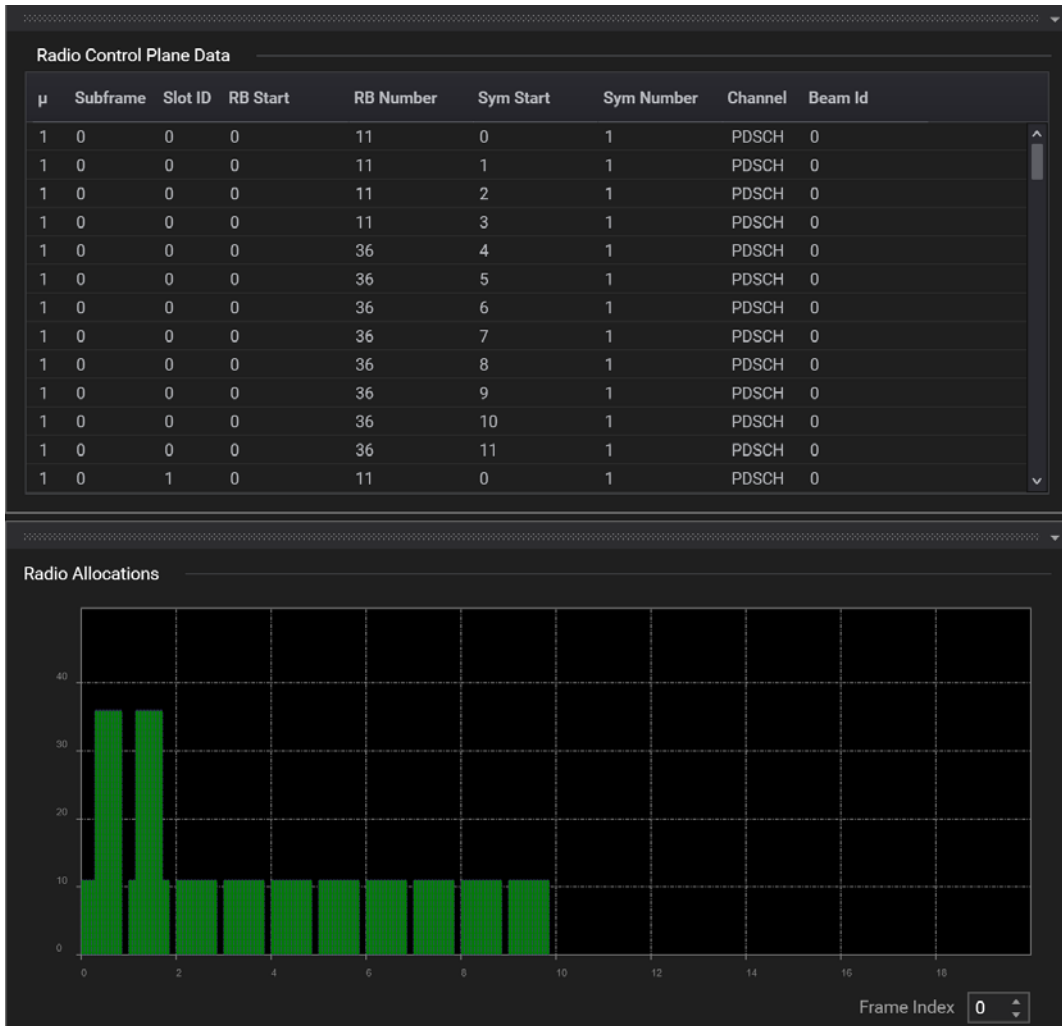 Radio Control Plane Data
μ Subframe Slot ID RB Start RB Number Sym Start Sym Number Channel Beam Id
1 0 0 0 11 0 1 PDSCH 0
1 0 0 0 11 1 1 PDSCH 0
1 0 0 0 11 2 1 PDSCH 0
1 0 0 0 11 3 1 PDSCH 0
1 0 0 0 36 4 1 PDSCH 0
1 0 0 0 36 5 1 PDSCH 0
1 0 0 0 36 6 1 PDSCH 0
1 0 0 0 36 7 1 PDSCH 0
1 0 0 0 36 8 1 PDSCH 0
1 0 0 0 36 9 1 PDSCH 0
1 0 0 0 36 10 1 PDSCH 0
1 0 0 0 36 11 1 PDSCH 0
1 0 1 0 11 0 1 PDSCH 0
Radio Allocations
40
30
20
10
0
0 2 4 6 8 10 12 14 16 18
Frame Index 0